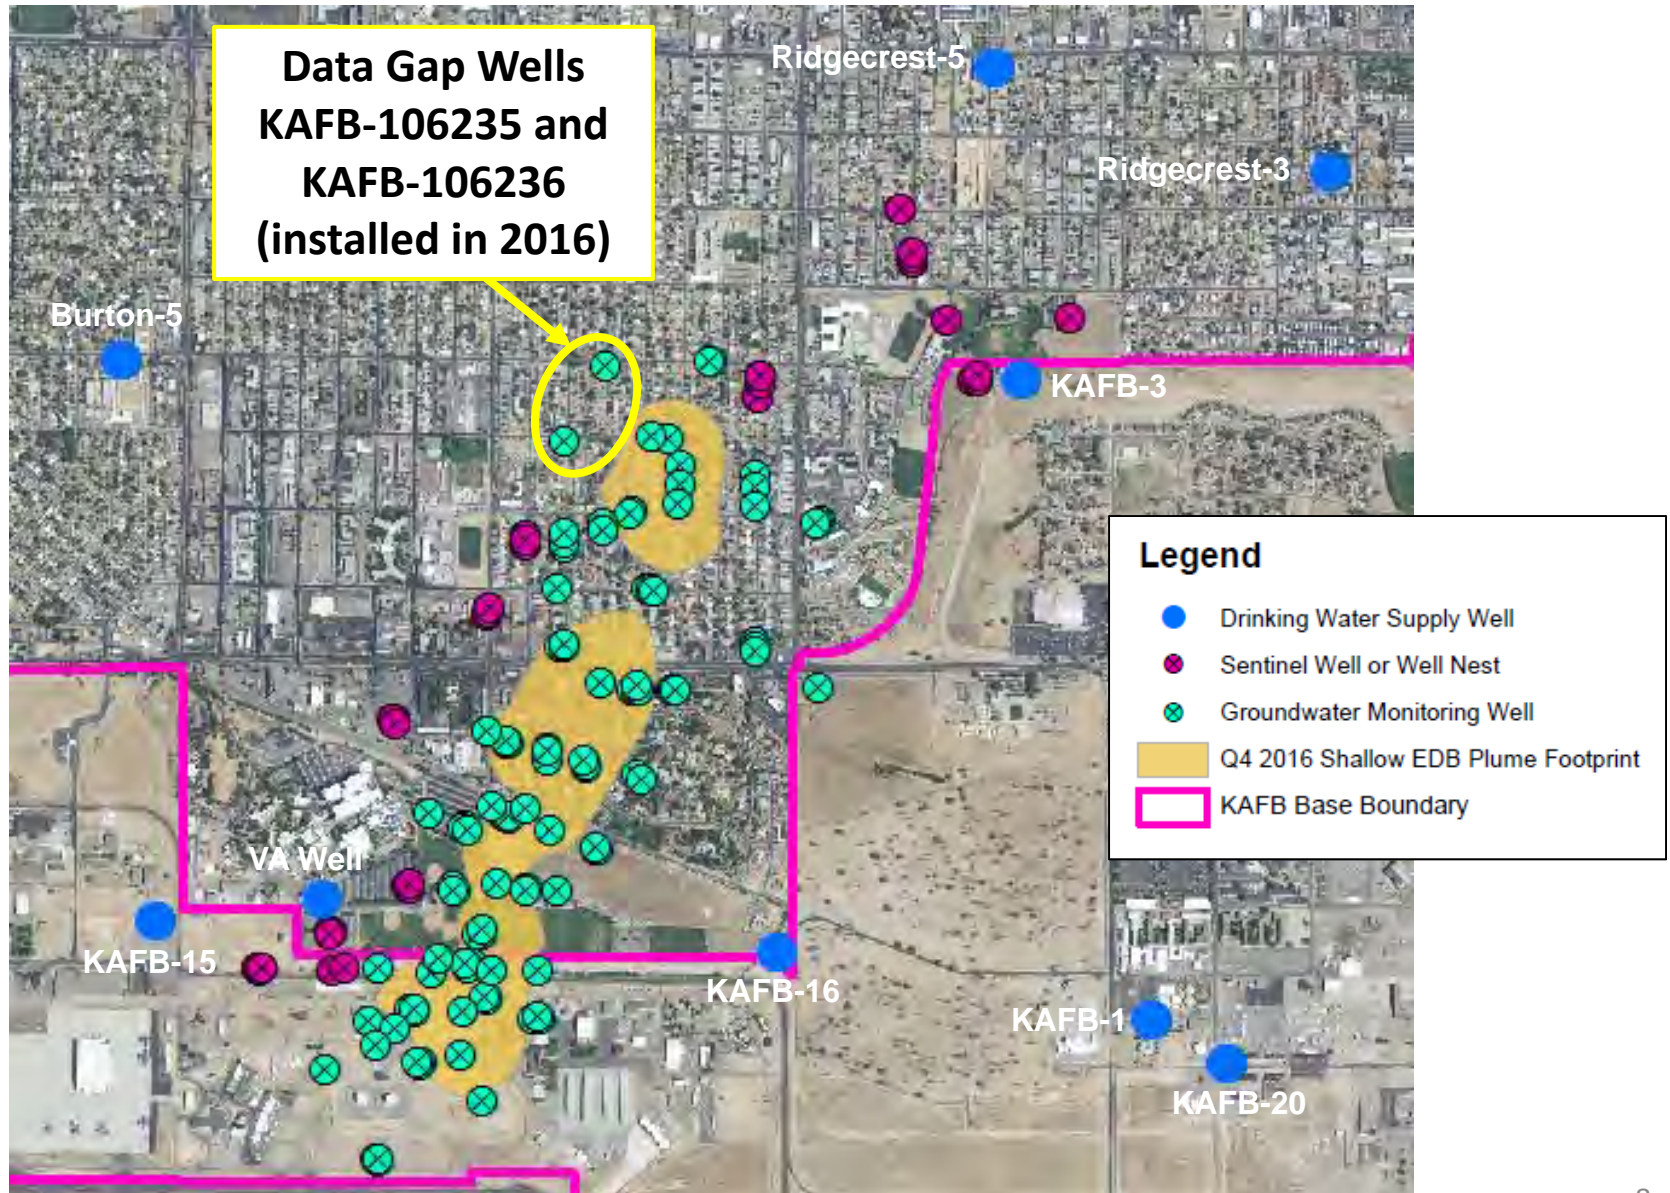 Data Gap Wells
KAFB-106235 and
KAFB-106236
(installed in 2016)
Ridgecrest-5
Ridgecrest-3
Burton-5
KAFB-3
Legend
Drinking Water Supply Well
Sentinel Well or Well Nest
Groundwater Monitoring Well
Q4 2016 Shallow EDB Plume Footprint
KAFB Base Boundary
VA Well
KAFB-15
KAFB-16
KAFB-1
KAFB-20